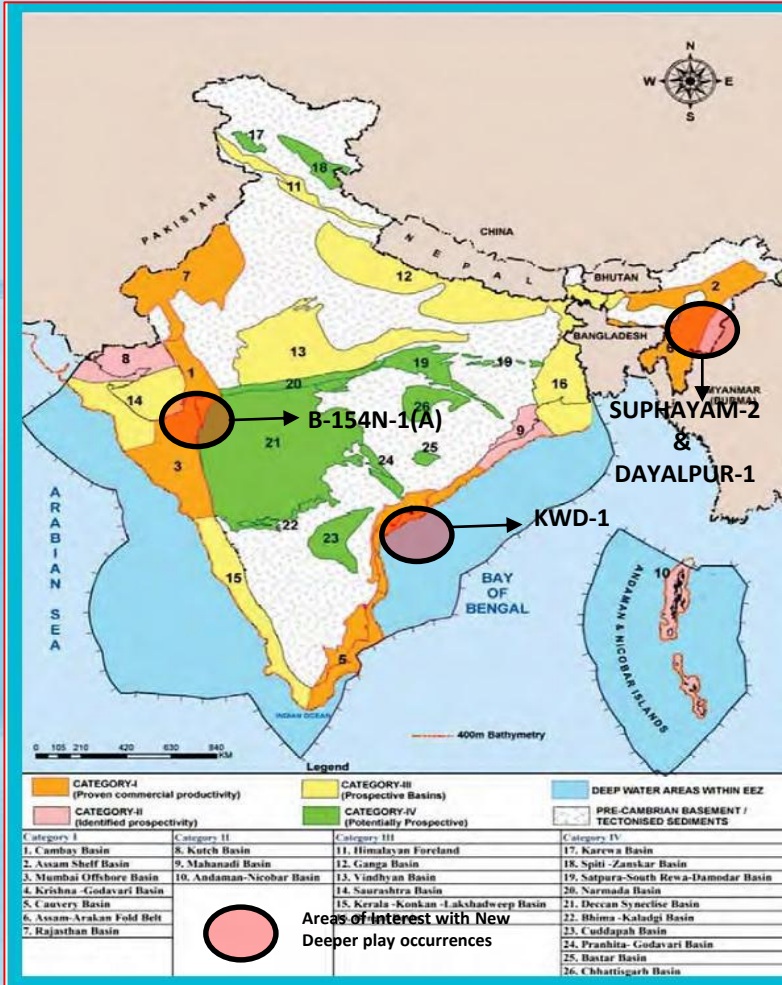 N
W
E
S
17
18
11
PAKISTAN
CHINA
NEPAL
BHUTAN
2
7
12
BANGLADESH
8
1
13
19
19
6
MYANMAR
(BURMA)
14
20
16
B-154N-1(A)
26
9
SUPHAYAM-2
&
DAYALPUR-1
21
25
3
24
KWD-1
22
23
10
15
ARABIAN SEA
BAY
OF
BENGAL
ANDAMAN & NICOBAR ISLANDS
5
INDIAN OCEAN
400m Bathymetry
0 105 210 420 630 840
KM
Legend
CATEGORY-I
(Proven commercial productivity)
CATEGORY-III
(Prospective Basins)
DEEP WATER AREAS WITHIN EEZ
CATEGORY-II
(Identified prospectivity)
CATEGORY-IV
(Potentially Prospective)
PRE-CAMBRIAN BASEMENT /
TECTONISED SEDIMENTS
Category I
1. Cambay Basin
2. Assam Shelf Basin
3. Mumbai Offshore Basin
4. Krishna -Godavari Basin
5. Cauvery Basin
6. Assam-Arakan Fold Belt
7. Rajasthan Basin
Category II
8. Kutch Basin
9. Mahanadi Basin
10. Andaman-Nicobar Basin
Category III
11. Himalayan Foreland
12. Ganga Basin
13. Vindhyan Basin
14. Saurashtra Basin
15. Kerala -Konkan -Lakshadweep Basin
Category IV
17. Karewa Basin
18. Spiti -Zanskar Basin
19. Satpura-South Rewa-Damodar Basin
20. Narmada Basin
21. Deccan Syneclise Basin
22. Bhima -Kaladgi Basin
23. Cuddapah Basin
24. Pranhita- Godavari Basin
25. Bastar Basin
26. Chhattisgarh Basin
Areas of Interest with New
Deeper play occurrences